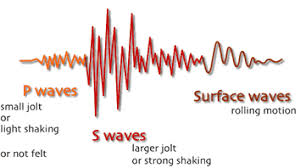 P waves
small jolt
or
light shaking
or not felt
S waves
larger jolt
or strong shaking
Surface waves
rolling motion